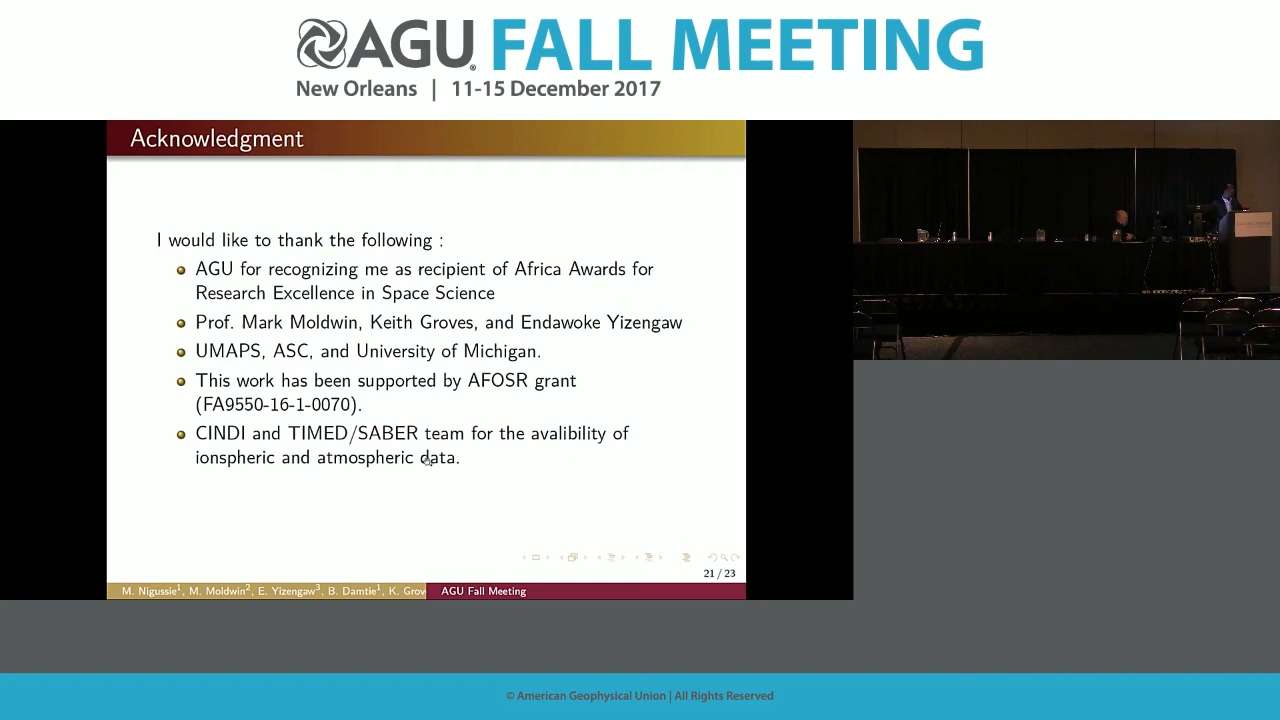 AGU FALL MEETING
New Orleans | 11-15 December 2017
Acknowledgment
I would like to thank the following :
AGU for recognizing me as recipient of Africa Awards for
Research Excellence in Space Science
Prof. Mark Moldwin, Keith Groves, and Endawoke Yizengaw
UMAPS, ASC, and University of Michigan.
This work has been supported by AFOSR grant
(FA9550-16-1-0070).
CINDI and TIMED/SABER team for the avalibility of
ionspheric and atmospheric data.
21 / 23
M. Nigussie1, M. Moldwin2, E. Yizengaw3, B. Damtie1, K. Grov
AGU Fall Meeting
© American Geophysical Union | All Rights Reserved